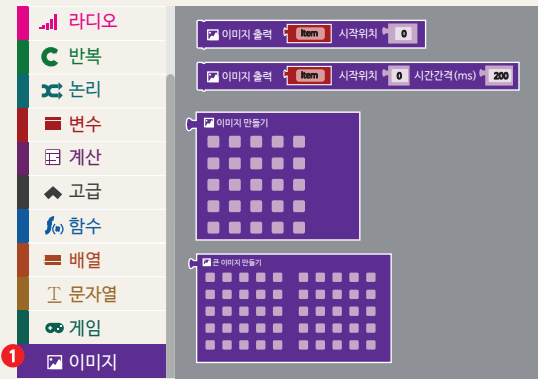 라디오
반복
논리
변수
계산
고급
함수
배열
문자열
게임
1 이미지
이미지 출력 Item 시작위치 0
이미지 출력 Item 시작위치 0 시간간격(ms) 200
이미지 만들기
큰 이미지 만들기